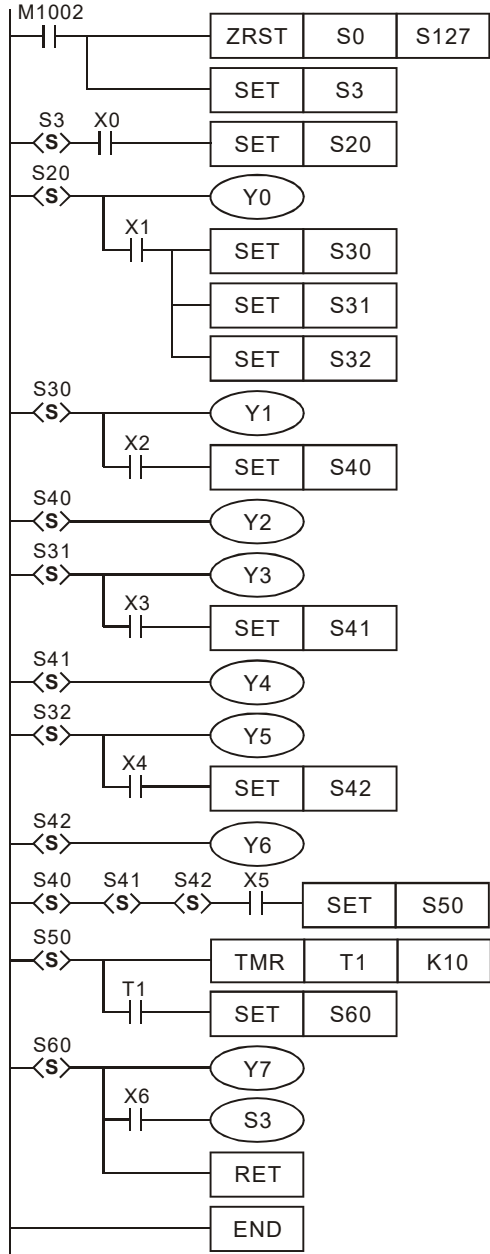 M1002
ZRST S0 S127
SET S3
S3 X0
S SET S20
S20
S Y0
X1
SET S30
SET S31
SET S32
S30
S Y1
X2
SET S40
S40
S Y2
S31
S Y3
X3
SET S41
S41
S Y4
S32
S Y5
X4
SET S42
S42
S Y6
S40 S41 S42 X5
S S S SET S50
S50
S TMR T1 K10
T1
SET S60
S60
S Y7
X6
S3
RET
END